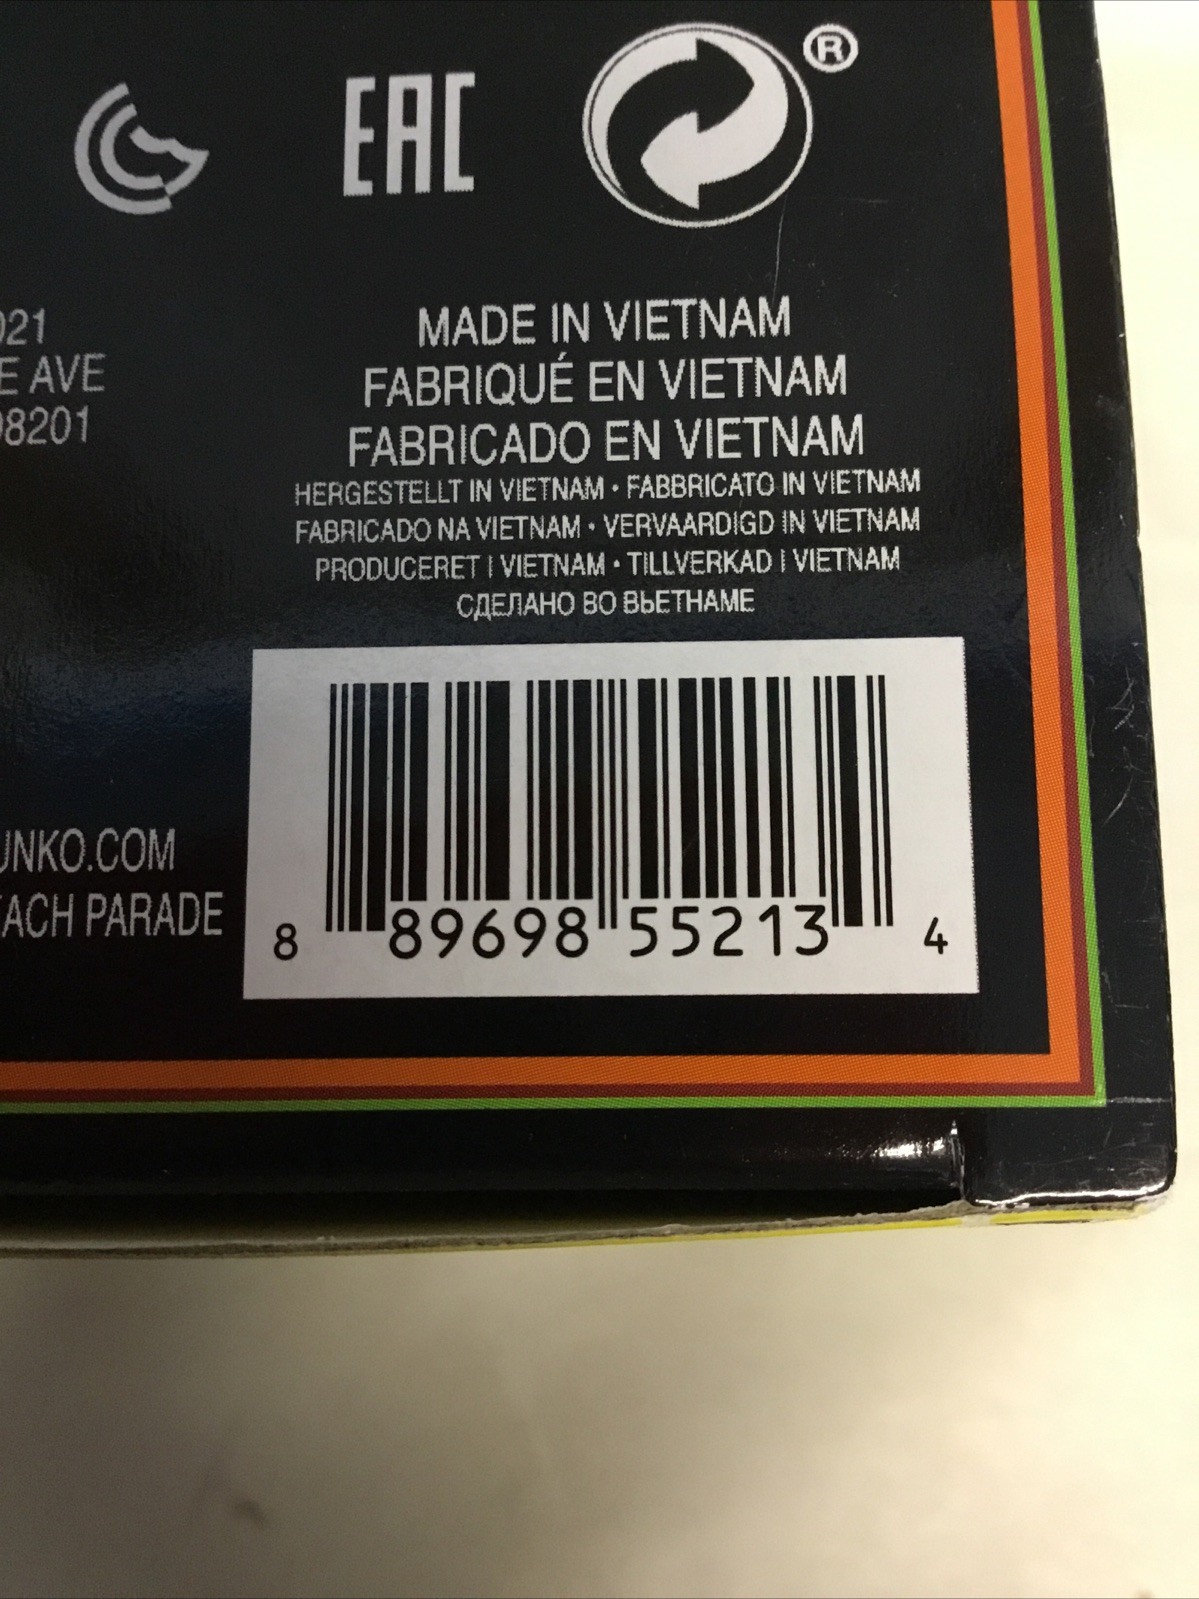 EAC
®
MADE IN VIETNAM
FABRIQUÉ EN VIETNAM
FABRICADO EN VIETNAM
HERGESTELLT IN VIETNAM • FABBRICATO IN VIETNAM
FABRICADO NA VIETNAM • VERVAARDIGD IN VIETNAM
PRODUCERET I VIETNAM • TILLVERKAD I VIETNAM
СДЕЛАНО ВО ВЬЕТНАМЕ
021
E AVE
98201
UNKO.COM
EACH PARADE
8 89698 55213 4